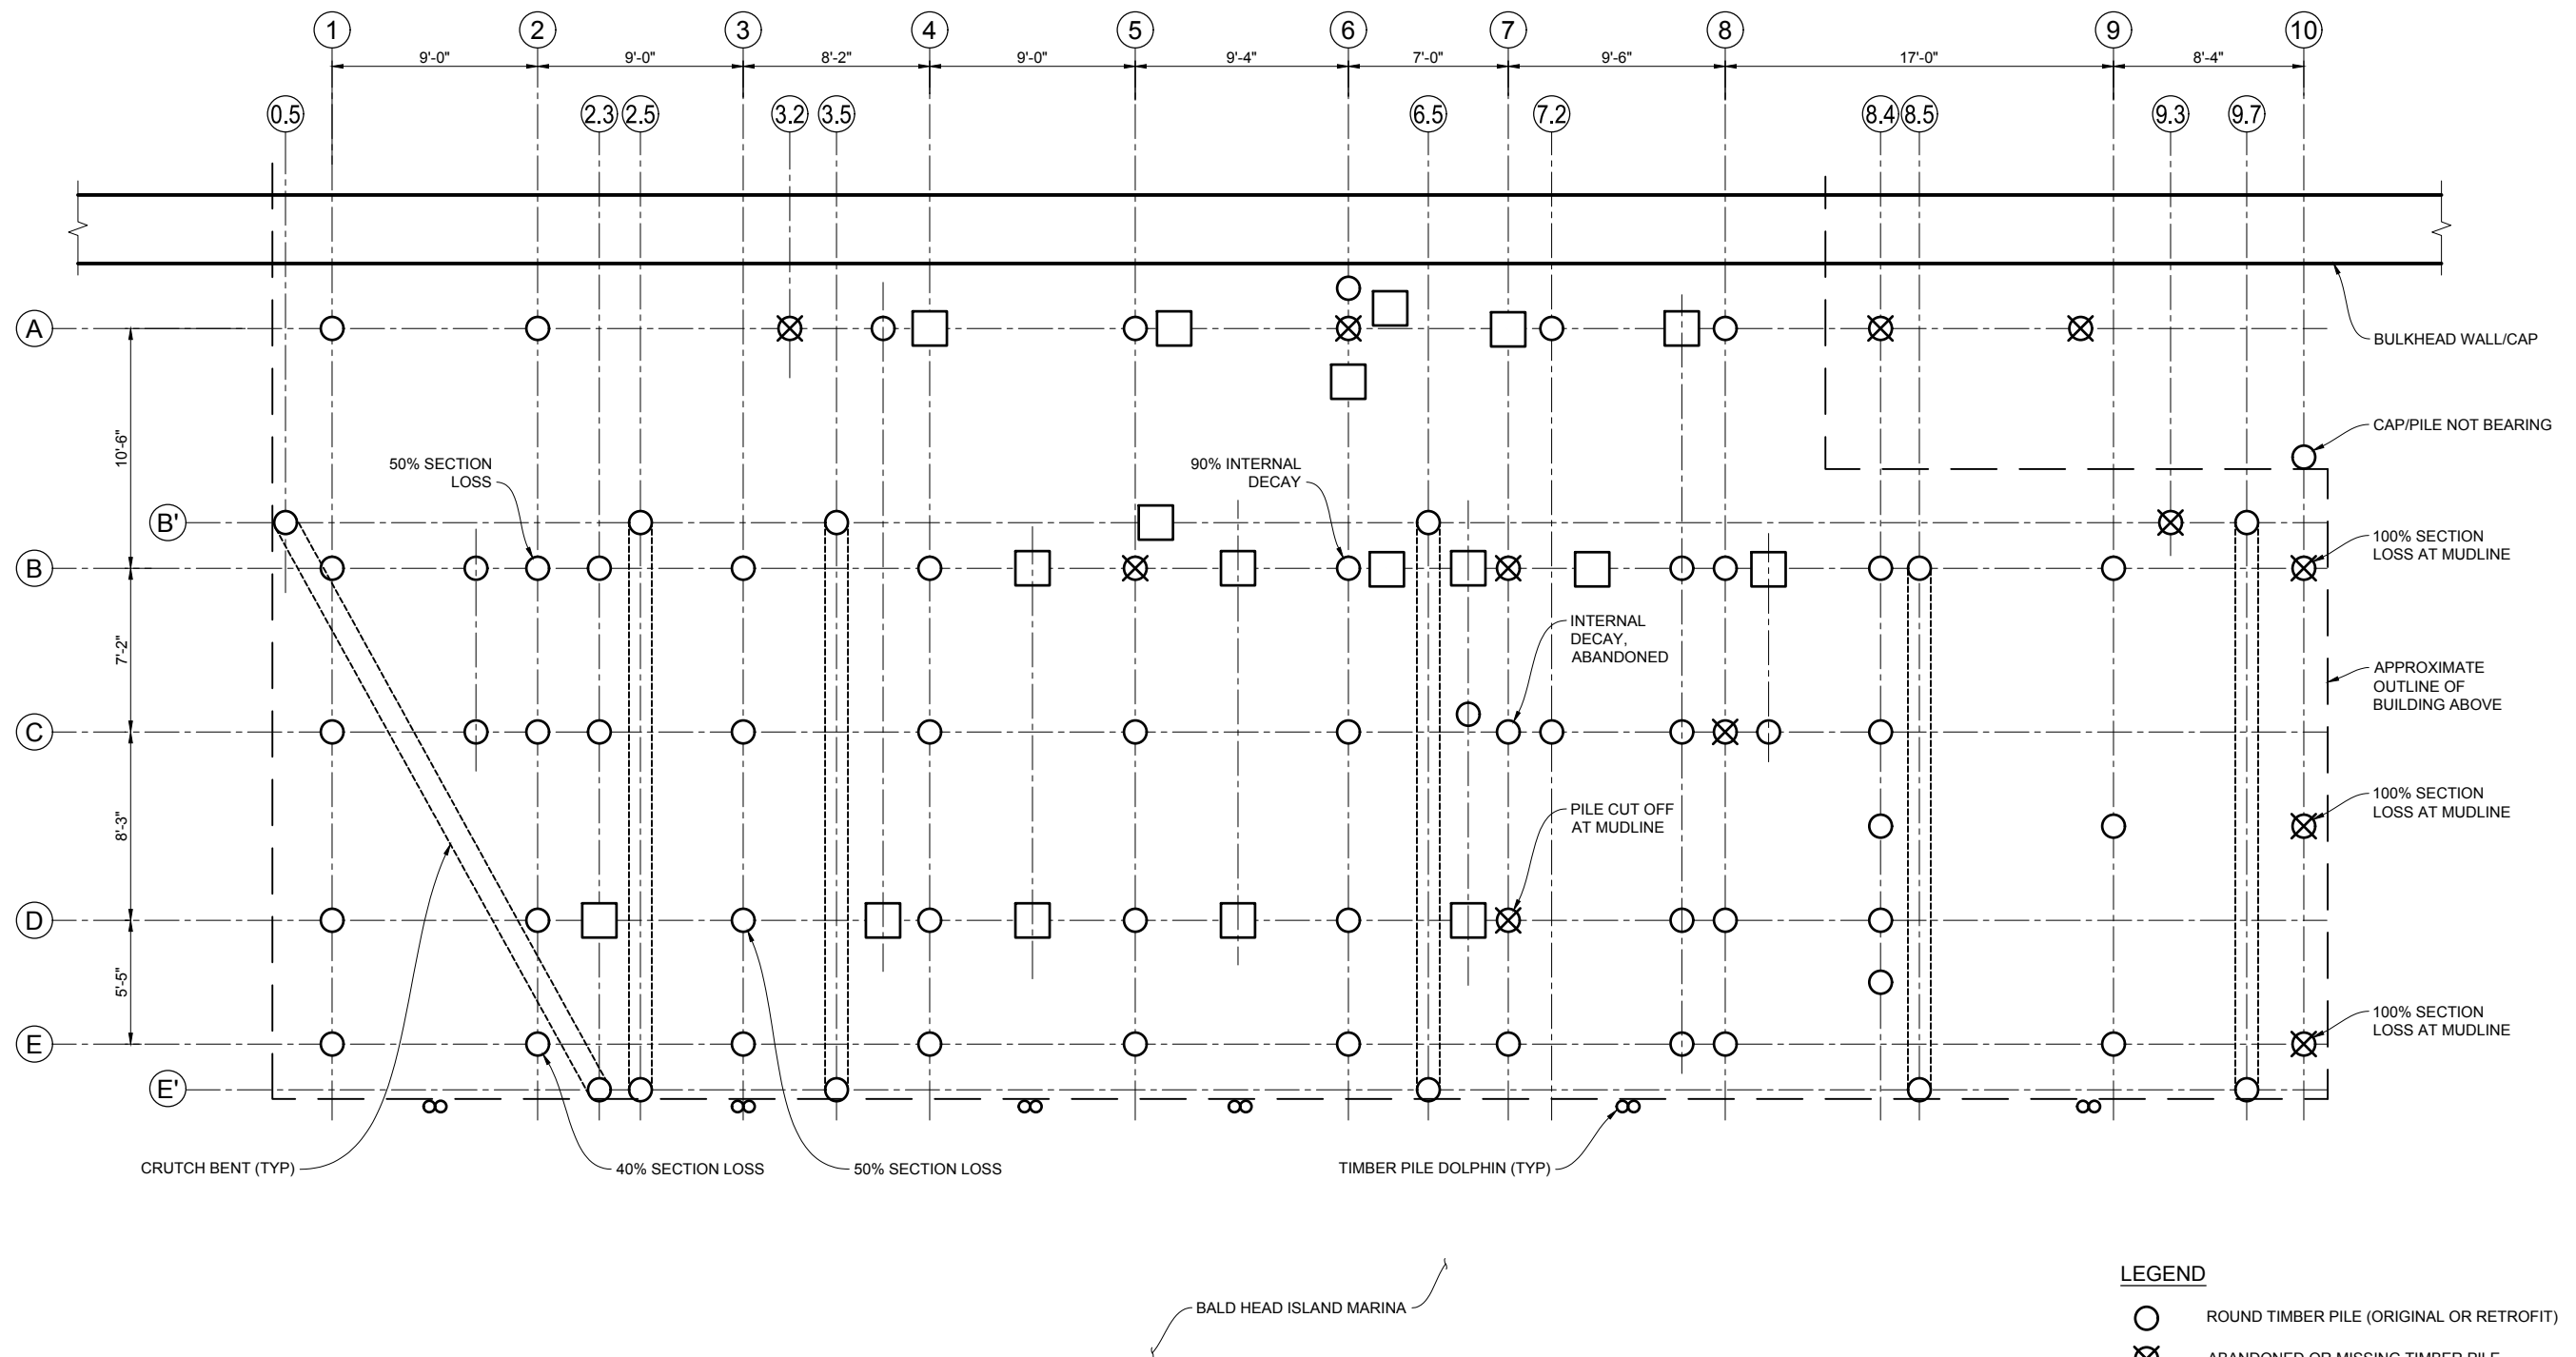 1
2
3
4
5
6
7
8
9
10
9'-0"
9'-0"
8'-2"
9'-0"
9'-4"
7'-0"
9'-6"
17'-0"
8'-4"
0.5
2.3
2.5
3.2
3.5
6.5
7.2
8.4
8.5
9.3
9.7
A
BULKHEAD WALL/CAP
10'-6"
CAP/PILE NOT BEARING
50% SECTION
LOSS
90% INTERNAL
DECAY
B'
B
100% SECTION
LOSS AT MUDLINE
7'-2"
INTERNAL
DECAY,
ABANDONED
APPROXIMATE
OUTLINE OF
BUILDING ABOVE
C
8'-3"
PILE CUT OFF
AT MUDLINE
100% SECTION
LOSS AT MUDLINE
D
5'-5"
100% SECTION
LOSS AT MUDLINE
E
E'
CRUTCH BENT (TYP)
40% SECTION LOSS
50% SECTION LOSS
TIMBER PILE DOLPHIN (TYP)
BALD HEAD ISLAND MARINA
LEGEND
ROUND TIMBER PILE (ORIGINAL OR RETROFIT)
ABANDONED OR MISSING TIMBER PILE